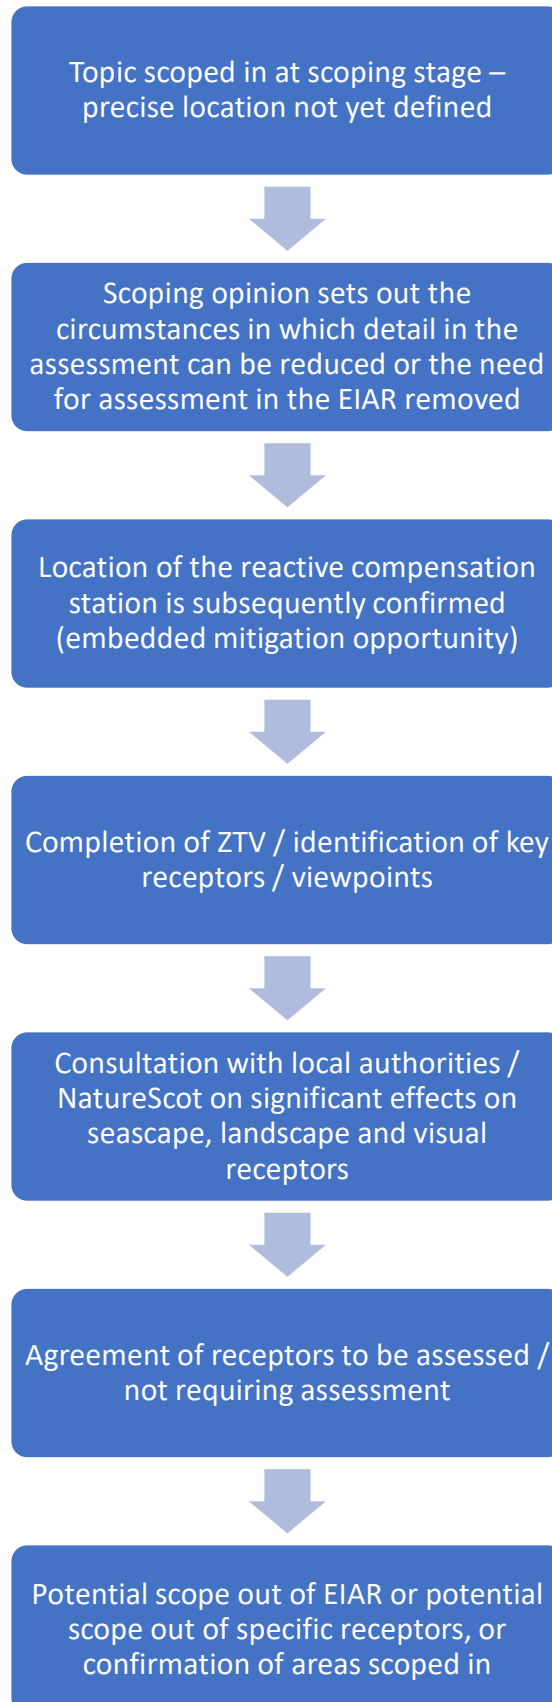 Topic scoped in at scoping stage –
precise location not yet defined
Scoping opinion sets out the
circumstances in which detail in the
assessment can be reduced or the need
for assessment in the EIAR removed
Location of the reactive compensation
station is subsequently confirmed
(embedded mitigation opportunity)
Completion of ZTV / identification of key
receptors / viewpoints
Consultation with local authorities /
NatureScot on significant effects on
seascape, landscape and visual
receptors
Agreement of receptors to be assessed /
not requiring assessment
Potential scope out of EIAR or potential
scope out of specific receptors, or
confirmation of areas scoped in